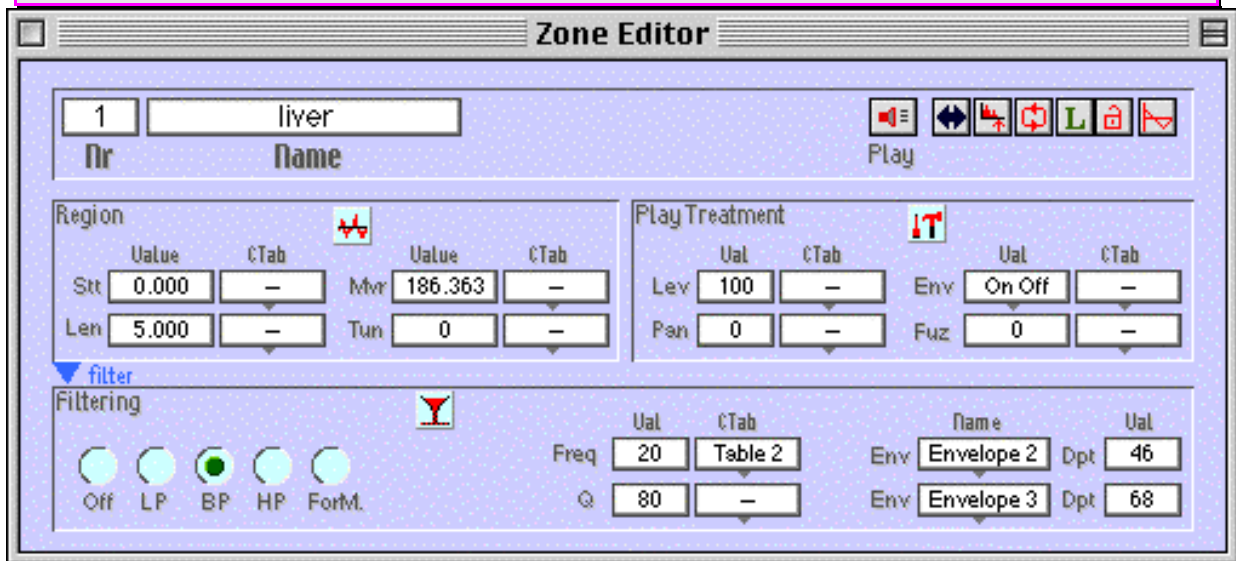 Zone Editor
1 liver
Nr Name
L
Play
Region
Value CTab Value CTab
Stt 0.000 – Mvr 186.363 –
Len 5.000 – Tun 0 –
Play Treatment
Val CTab Val CTab
Lev 100 – Env On Off –
Pan 0 – Fuz 0 –
filter
Filtering
Val CTab Name Val
Freq 20 Table 2 Env Envelope 2 Dpt 46
Off LP BP HP ForM. Q 80 – Env Envelope 3 Dpt 68